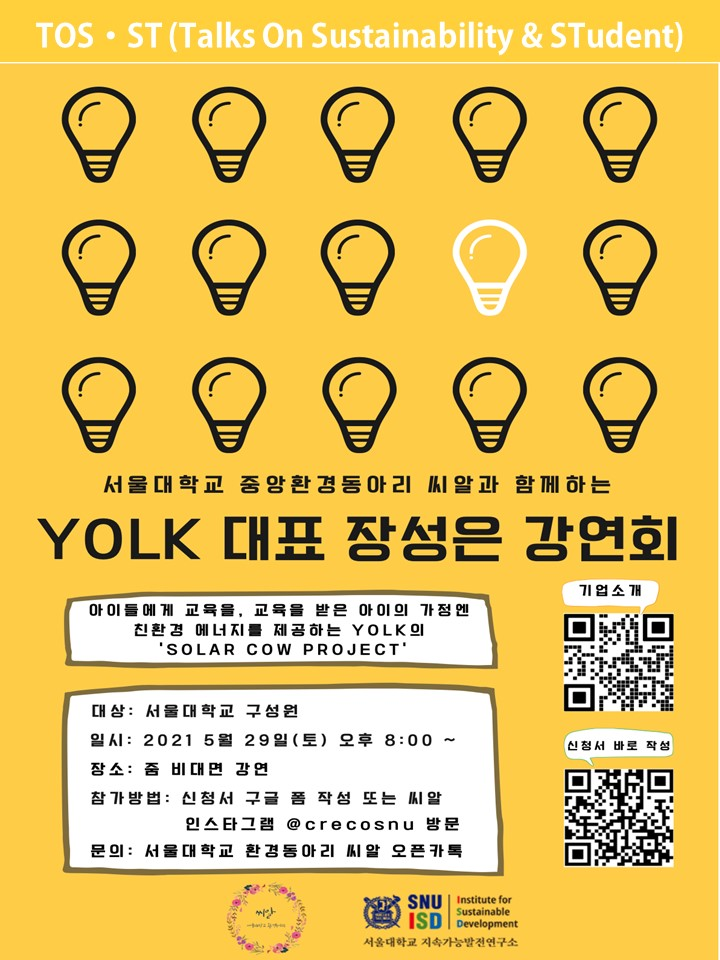 TOS • ST (Talks On Sustainability & STudent)
서울대학교 중앙환경동아리 씨알과 함께하는
YOLK 대표 장성은 강연회
아이들에게 교육을, 교육을 받은 아이의 가정엔
친환경 에너지를 제공하는 YOLK의
'SOLAR COW PROJECT'
기업소개
대상: 서울대학교 구성원
일시: 2021 5월 29일(토) 오후 8:00 ~
장소: 줌 비대면 강연
참가방법: 신청서 구글 폼 작성 또는 씨알
인스타그램 @crecosnu 방문
문의: 서울대학교 환경동아리 씨알 오픈카톡
신청서 바로 작성
씨알
SNU
ISD
Institute for
Sustainable
Development
서울대학교 지속가능발전연구소